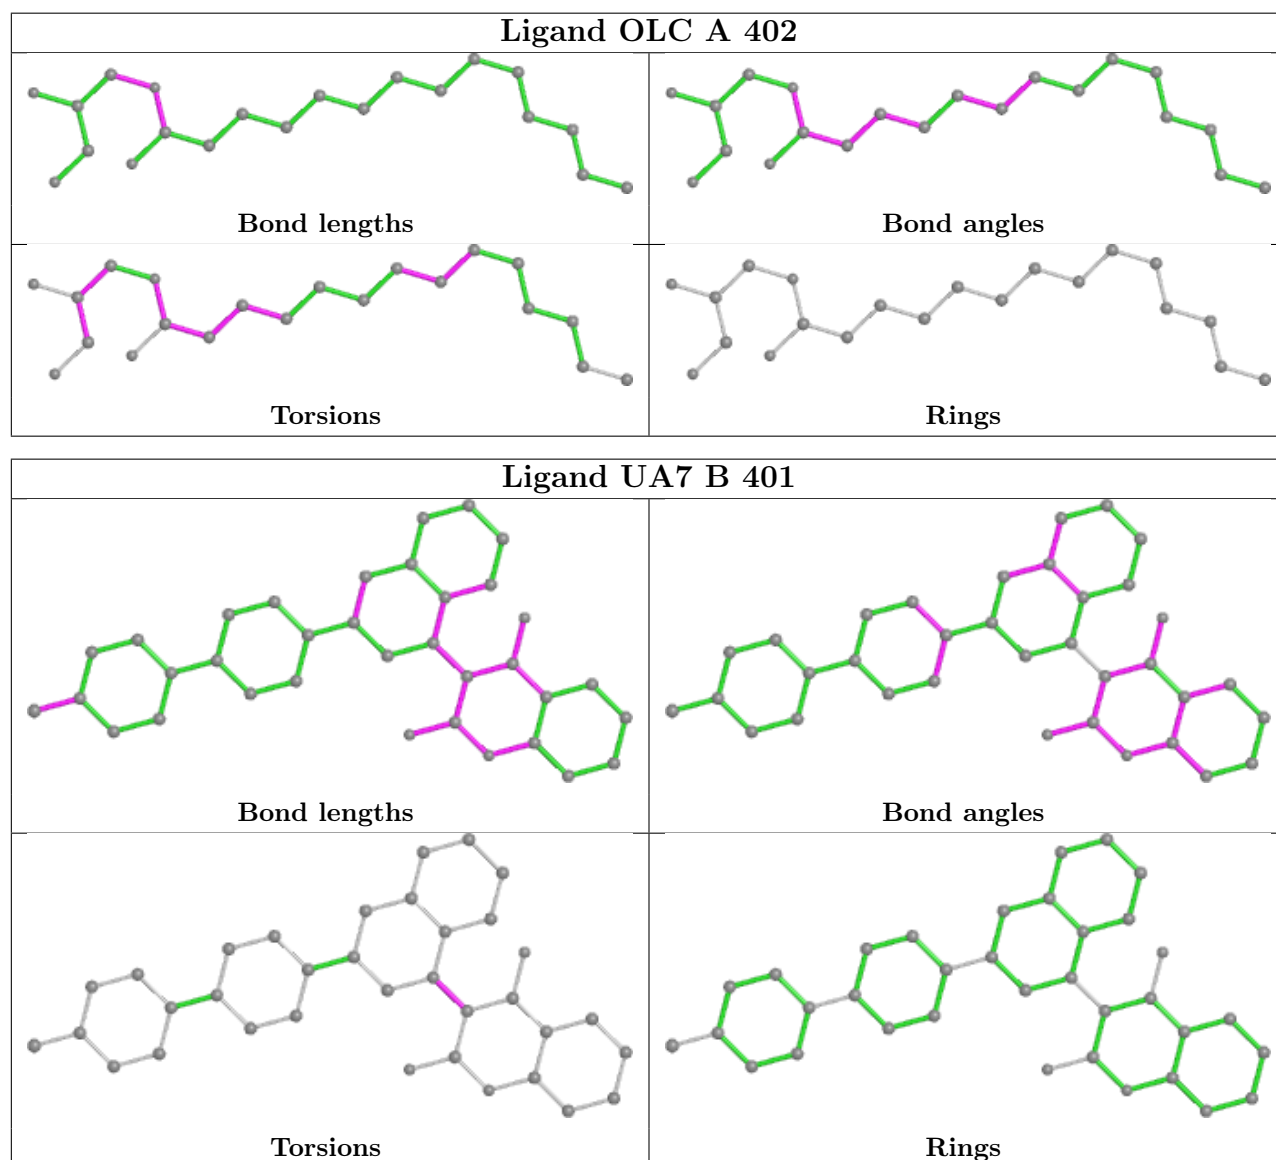 Ligand OLC A 402
Bond lengths
Bond angles
Torsions
Rings
Ligand UA7 B 401
Bond lengths
Bond angles
Torsions
Rings